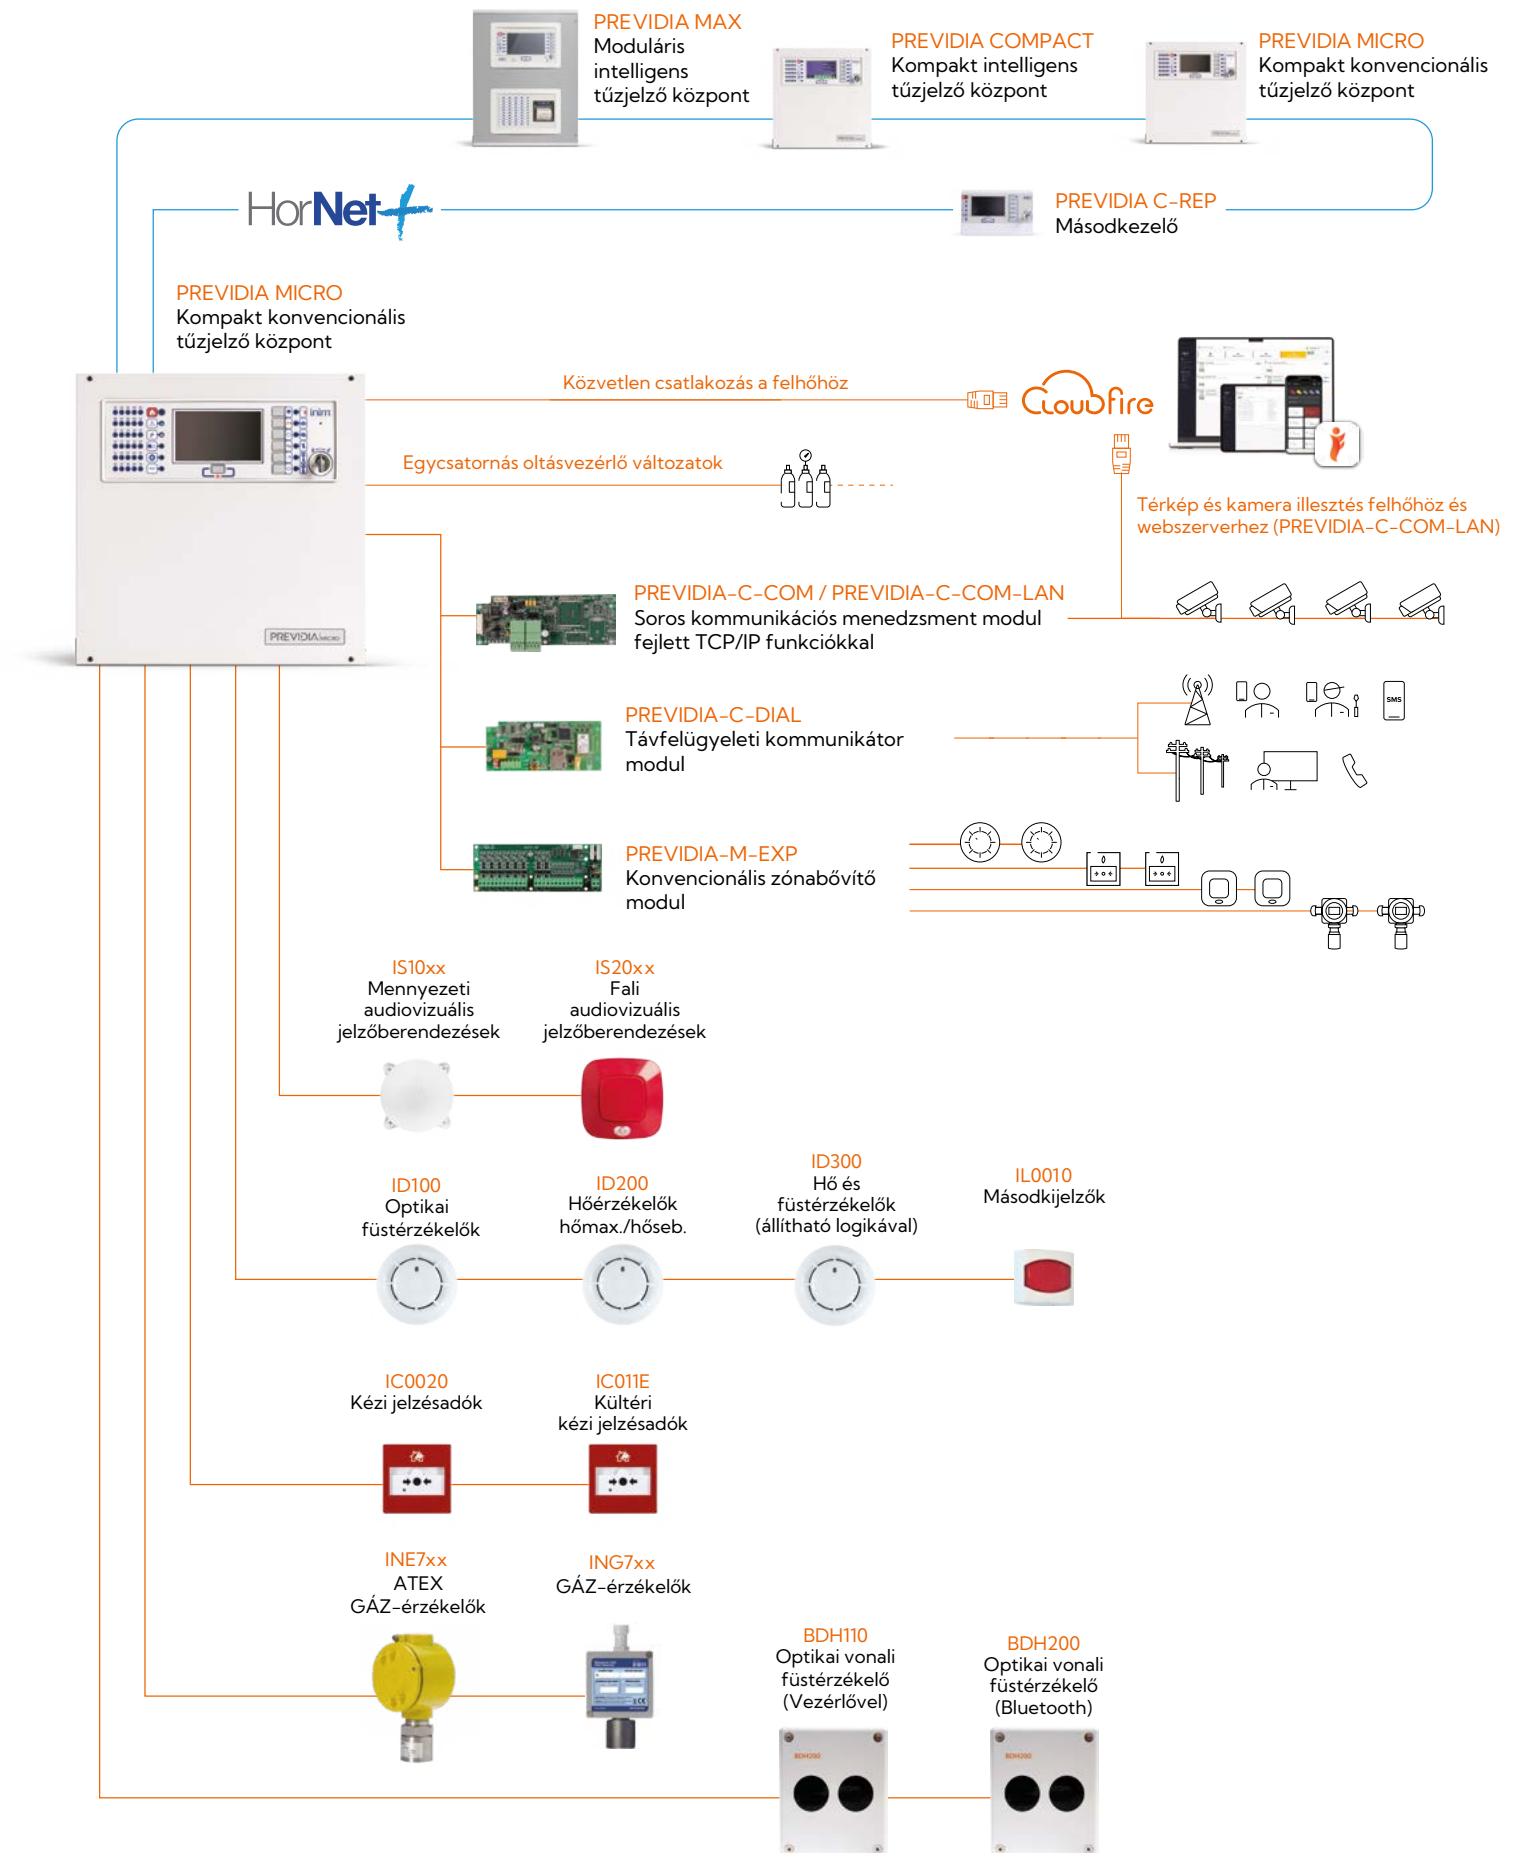 PREVIDIA MAX
Moduláris
intelligens
tűzjelző központ
PREVIDIA COMPACT
Kompakt intelligens
tűzjelző központ
PREVIDIA MICRO
Kompakt konvencionális
tűzjelző központ
HorNet+
PREVIDIA C-REP
Másodkezelő
PREVIDIA MICRO
Kompakt konvencionális
tűzjelző központ
Közvetlen csatlakozás a felhőhöz
Cloudfire
inim
Egycsatornás oltásvezérlő változatok
Térkép és kamera illesztés felhőhöz és
webszerverhez (PREVIDIA-C-COM-LAN)
PREVIDIA MICRO
PREVIDIA-C-COM / PREVIDIA-C-COM-LAN
Soros kommunikációs menedzsment modul
fejlett TCP/IP funkciókkal
PREVIDIA-C-DIAL
Távfelügyeleti kommunikátor
modul
SMS
PREVIDIA-M-EXP
Konvencionális zónabővítő
modul
IS10xx
Mennyezeti
audiovizuális
jelzőberendezések
IS20xx
Fali
audiovizuális
jelzőberendezések
ID100
Optikai
füstérzékelők
ID200
Hőérzékelők
hőmax./hőseb.
ID300
Hő és
füstérzékelők
(állítható logikával)
IL0010
Másodkijelzők
IC0020
Kézi jelzésadók
IC011E
Kültéri
kézi jelzésadók
INE7xx
ATEX
GÁZ-érzékelők
ING7xx
GÁZ-érzékelők
BDH110
Optikai vonali
füstérzékelő
(Vezérlővel)
BDH200
Optikai vonali
füstérzékelő
(Bluetooth)
BDH200
BDH200